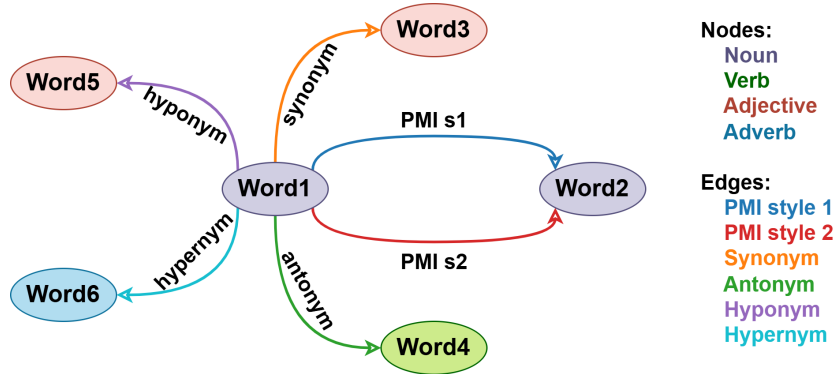 Word3
Word5
synonym
hyponym
PMI s1
Word1
Word2
hypernym
antonym
PMI s2
Word6
Word4
Nodes:
Noun
Verb
Adjective
Adverb
Edges:
PMI style 1
PMI style 2
Synonym
Antonym
Hyponym
Hypernym